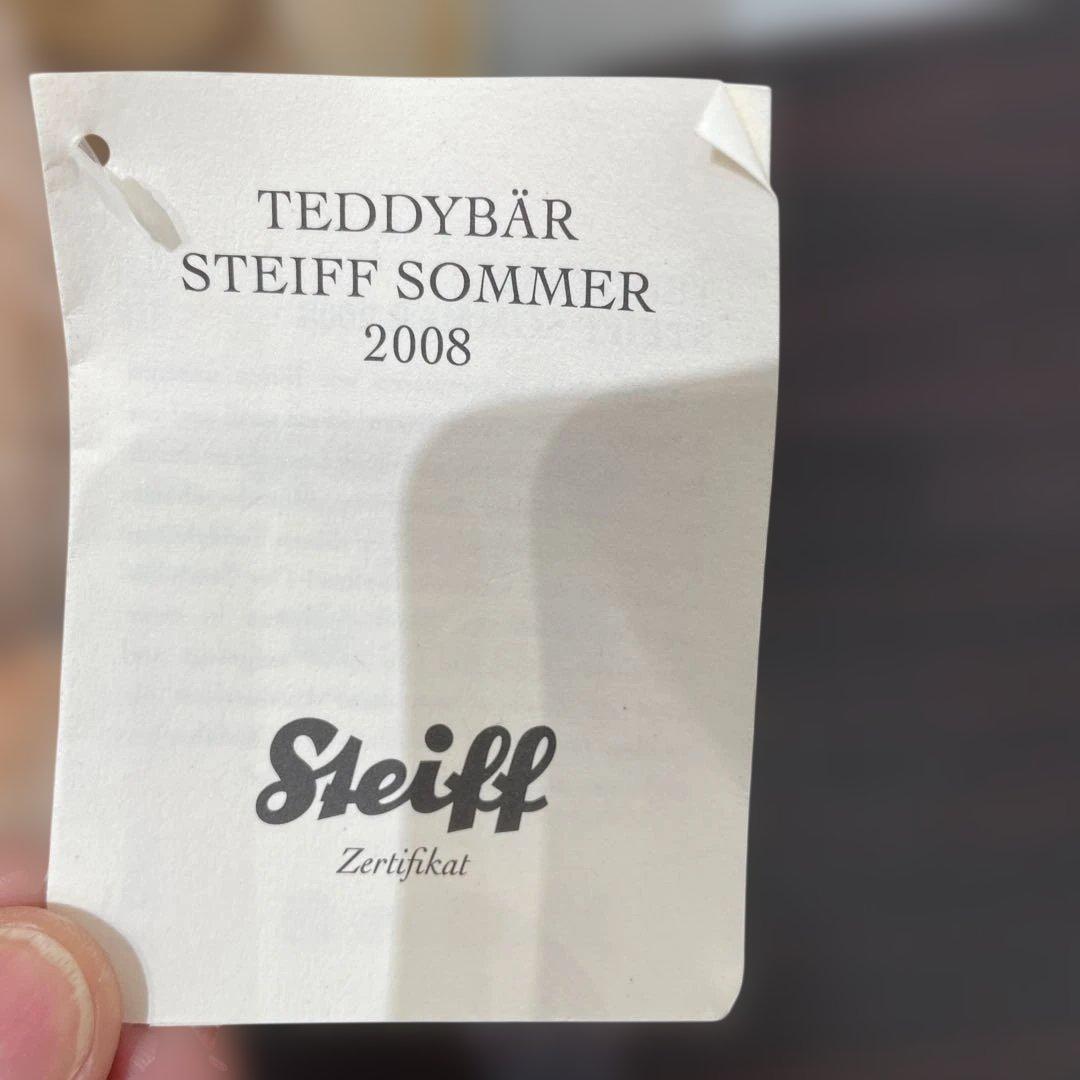 TEDDYBÄR
STEIFF SOMMER
2008
Steiff
Zertifikat